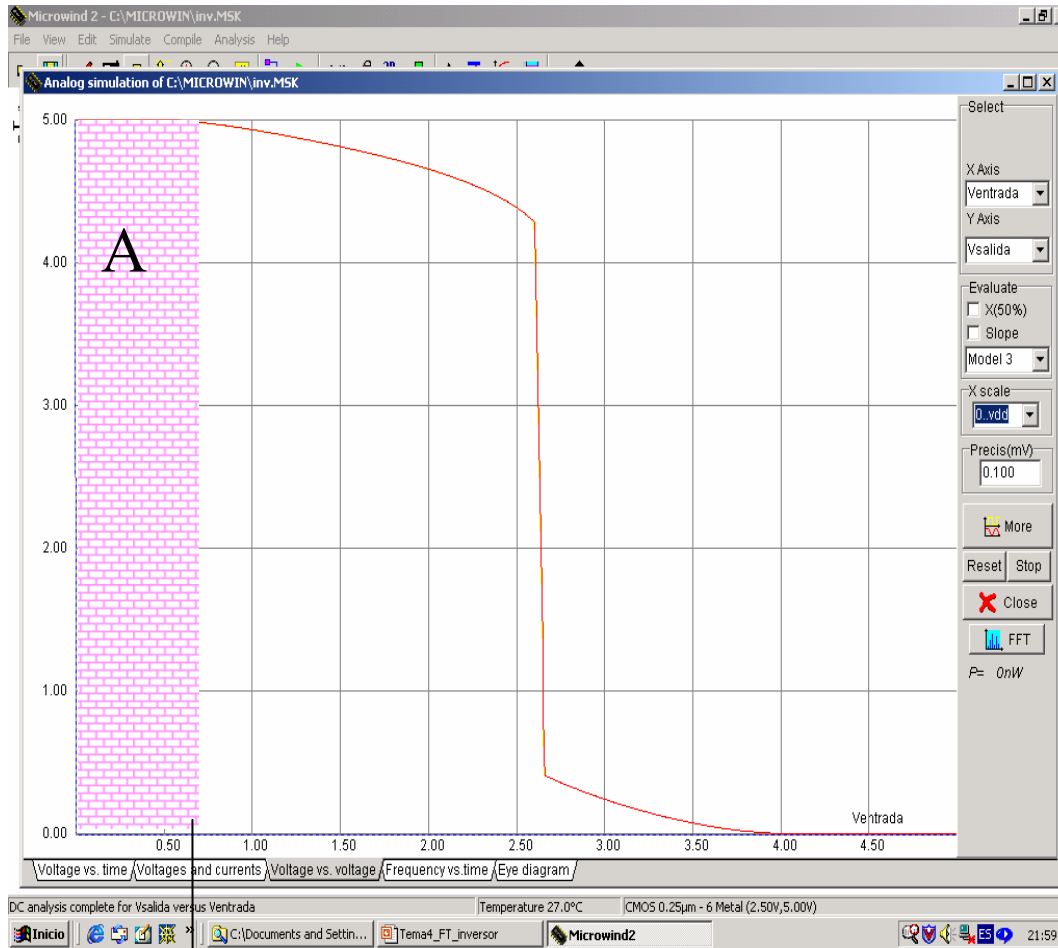 Microwind 2 - C:\MICROWIN\inv.MSK
File View Edit Simulate Compile Analysis Help
Analog simulation of C:\MICROWIN\inv.MSK
5.00
4.00
3.00
2.00
1.00
0.00
A
0.50 1.00 1.50 2.00 2.50 3.00 3.50 4.00 4.50
Ventrada
Select
X Axis
Ventrada
Y Axis
Vsalida
Evaluate
X(50%)
Slope
Model 3
X scale
0..vdd
Precis(mV)
0.100
More
Reset Stop
Close
FFT
P= 0nW
Voltage vs. time Voltages and currents Voltage vs. voltage Frequency vs.time Eye diagram
DC analysis complete for Vsalida versus Ventrada Temperature 27.0ºC CMOS 0.25µm - 6 Metal (2.50V,5.00V)
Inicio » C:\Documents and Settin... Tema4_FT_inversor Microwind2 ES 21:59